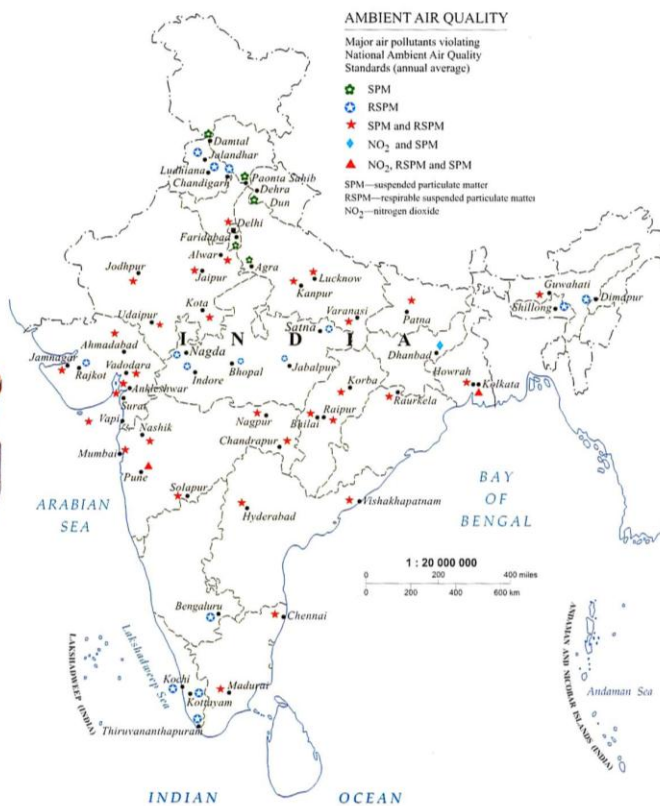 AMBIENT AIR QUALITY
Major air pollutants violating
National Ambient Air Quality
Standards (annual average)
SPM
RSPM
SPM and RSPM
NO₂ and SPM
NO₂, RSPM and SPM
SPM—suspended particulate matter
RSPM—respirable suspended particulate matter
NO₂—nitrogen dioxide
Damtal
Jalandhar
Ludhiana
Chandigarh
Paonta Sahib
Dehra
Dun
Delhi
Faridabad
Alwar
Agra
Jodhpur
Jaipur
Lucknow
Kanpur
Guwahati
Shillong
Dimapur
Kota
Udaipur
Varanasi
Patna
Satna
INDIA
Ahmadabad
Nagda
Dhanbad
Jamnagar
Rajkot
Vadodara
Indore
Bhopal
Jabalpur
Howrah
Ankleshwar
Korba
Kolkata
Surat
Raurkela
Vapi
Nagpur
Bhilai
Raipur
Nashik
Chandrapur
Mumbai
Pune
BAY
OF
BENGAL
ARABIAN
SEA
Solapur
Vishakhapatnam
Hyderabad
1 : 20 000 000
0 200 400 miles
0 200 400 600 km
Bengaluru
Chennai
LAKSHADWEEP (INDIA)
Lakshadweep Sea
ANDAMAN AND NICOBAR ISLANDS (INDIA)
Andaman Sea
Kochi
Kottayam
Madurai
Thiruvananthapuram
INDIAN OCEAN